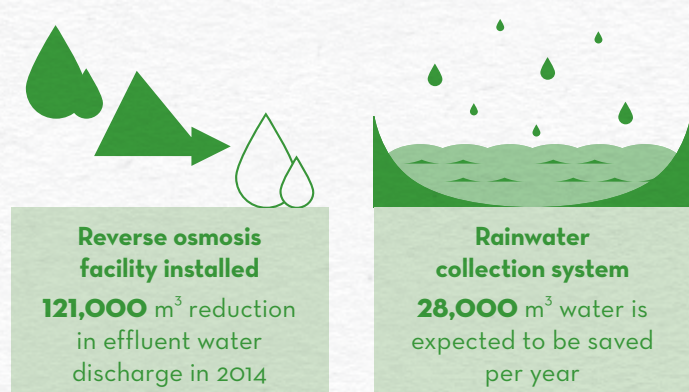 Reverse osmosis
facility installed
121,000 m³ reduction
in effluent water
discharge in 2014
Rainwater
collection system
28,000 m³ water is
expected to be saved
per year